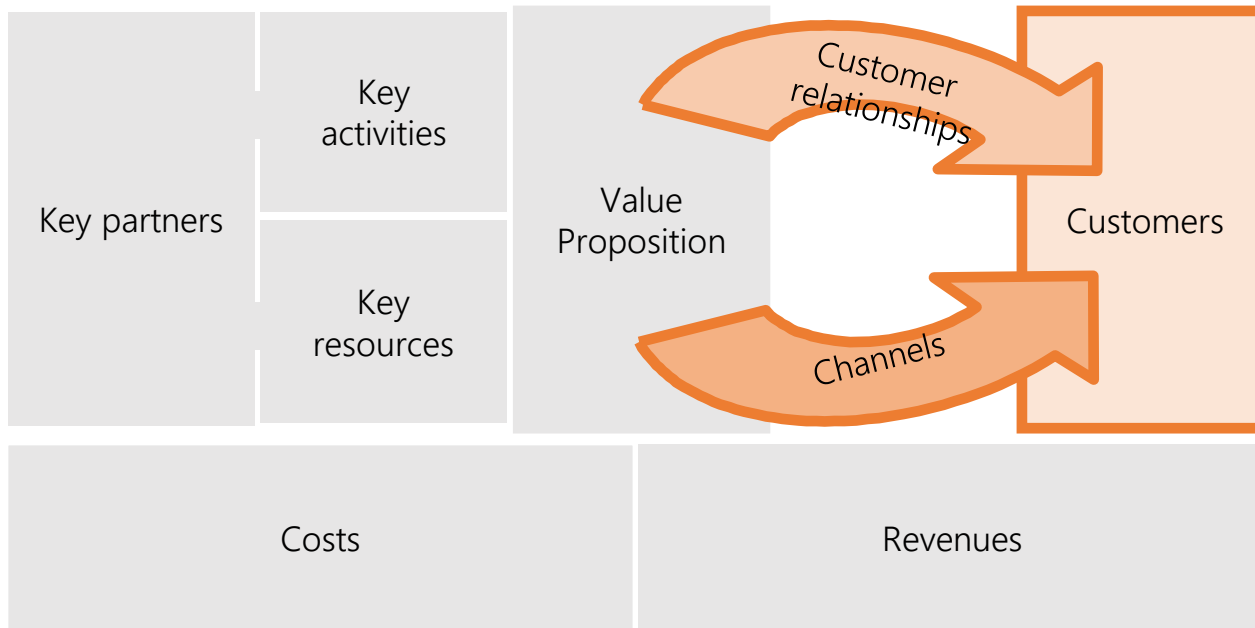 Key partners
Key
activities
Key
resources
Value
Proposition
Customer
relationships
Channels
Customers
Costs
Revenues